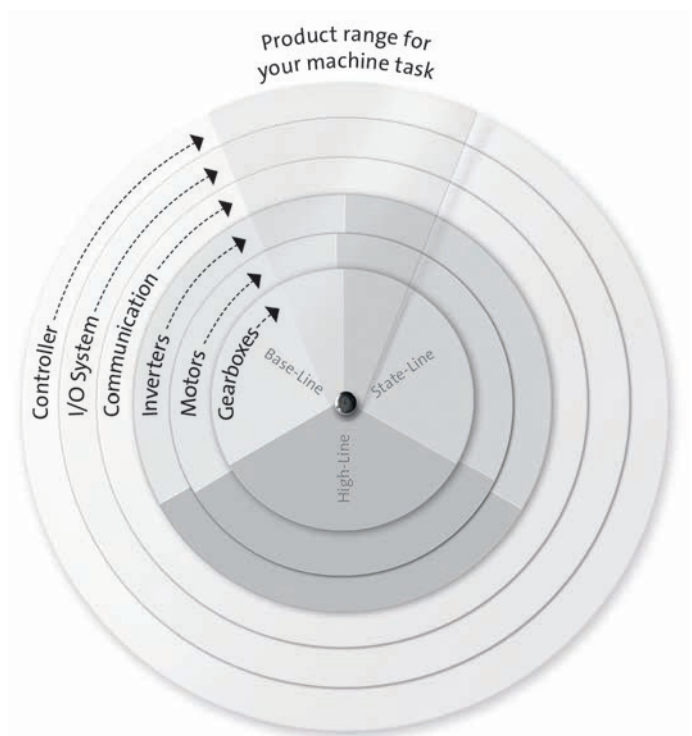 Product range for
your machine task
Controller
I/O System
Communication
Inverters
Motors
Gearboxes
Base-Line
State-Line
High-Line